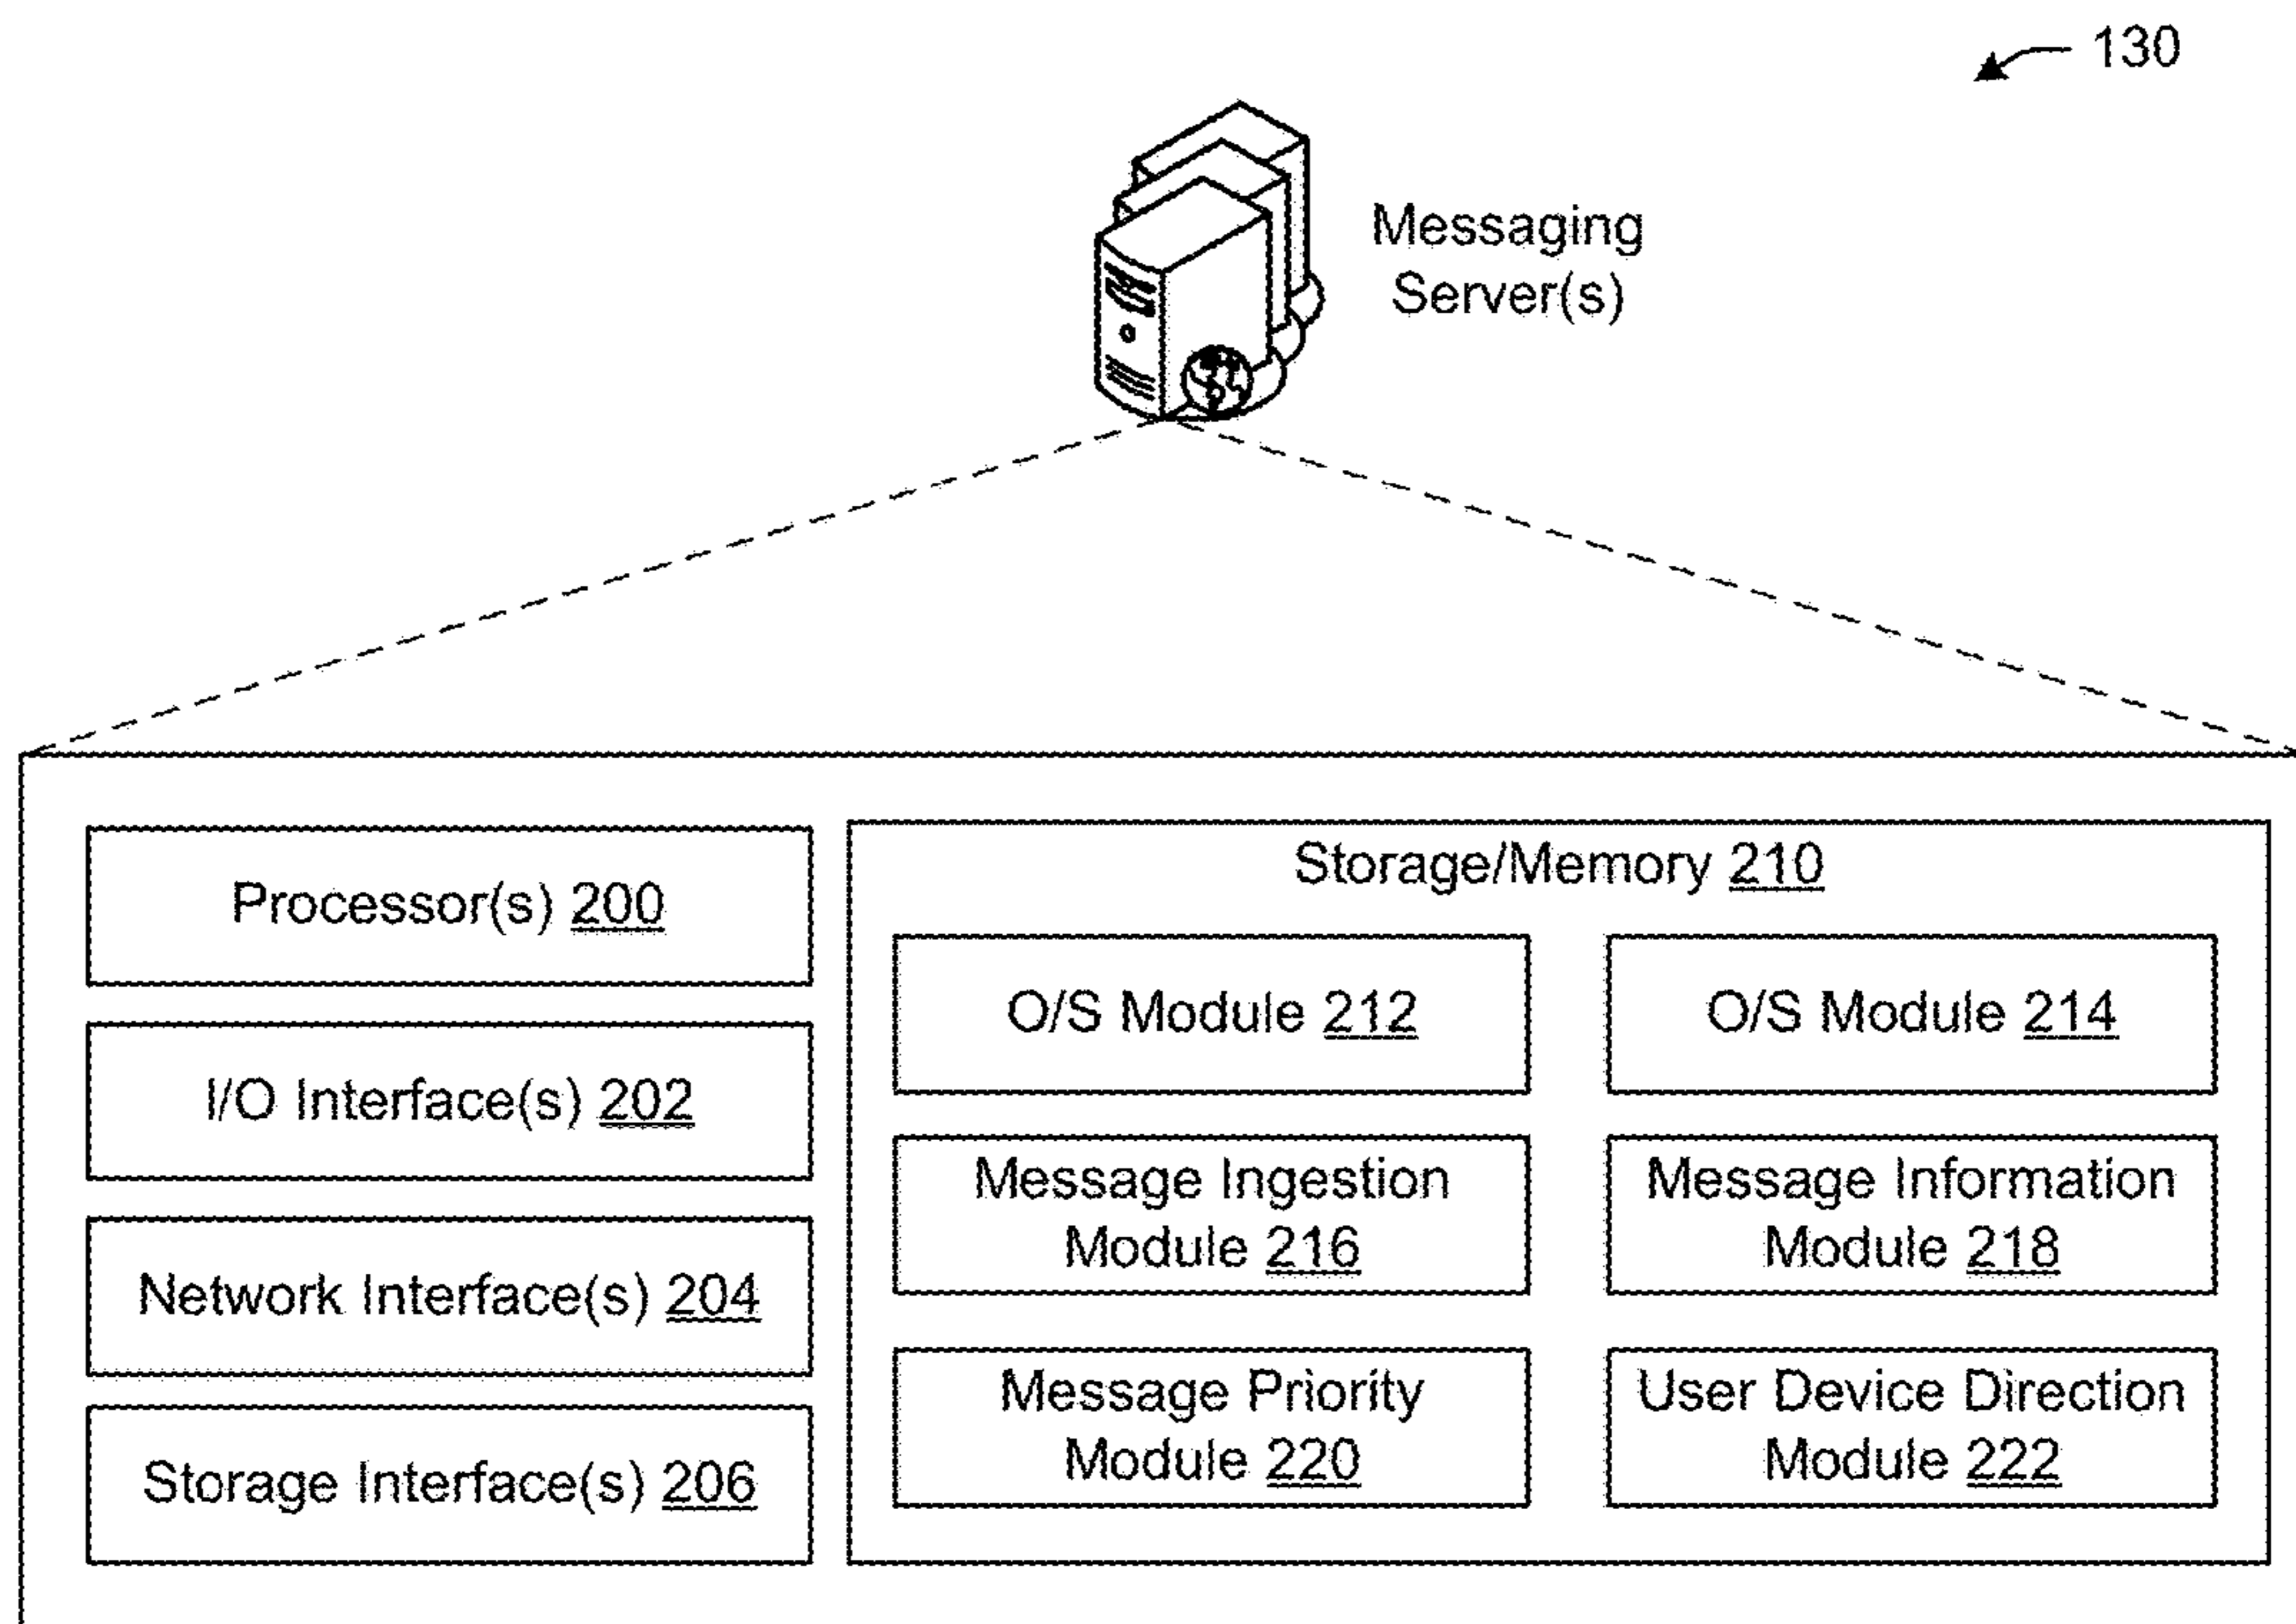 130
Messaging
Server(s)
Processor(s) 200
I/O Interface(s) 202
Network Interface(s) 204
Storage Interface(s) 206
Storage/Memory 210
O/S Module 212
O/S Module 214
Message Ingestion
Module 216
Message Information
Module 218
Message Priority
Module 220
User Device Direction
Module 222